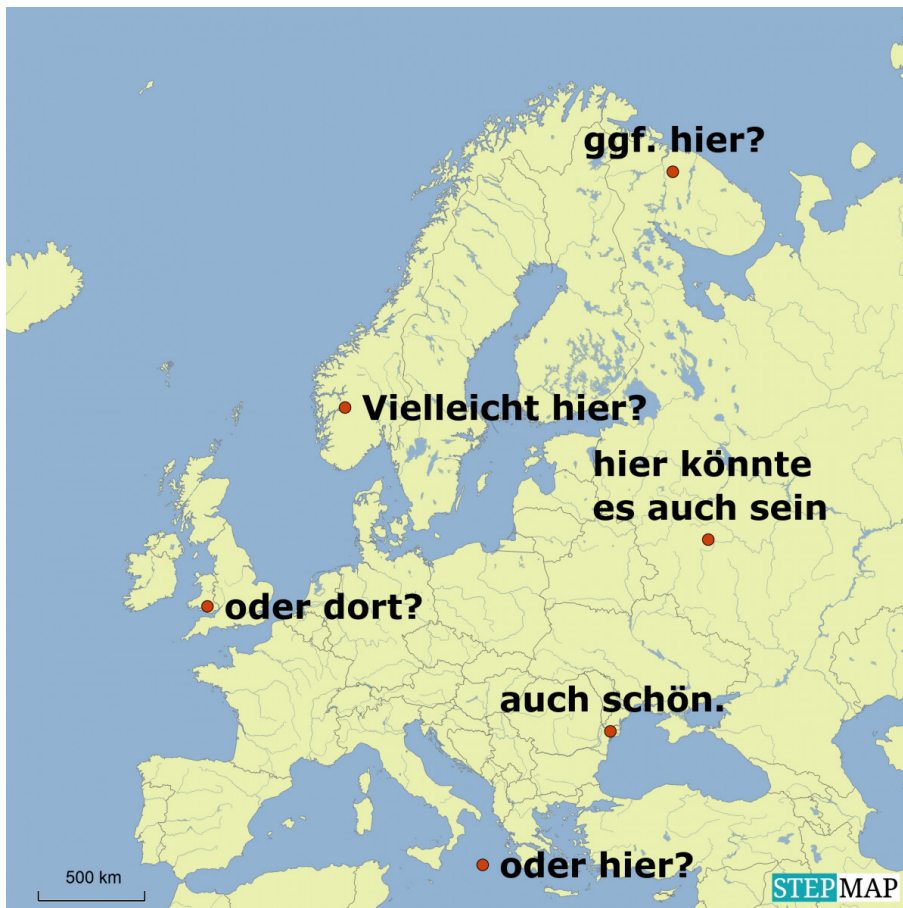 ggf. hier?
Vielleicht hier?
hier könnte
es auch sein
oder dort?
auch schön.
oder hier?
500 km
STEPMAP